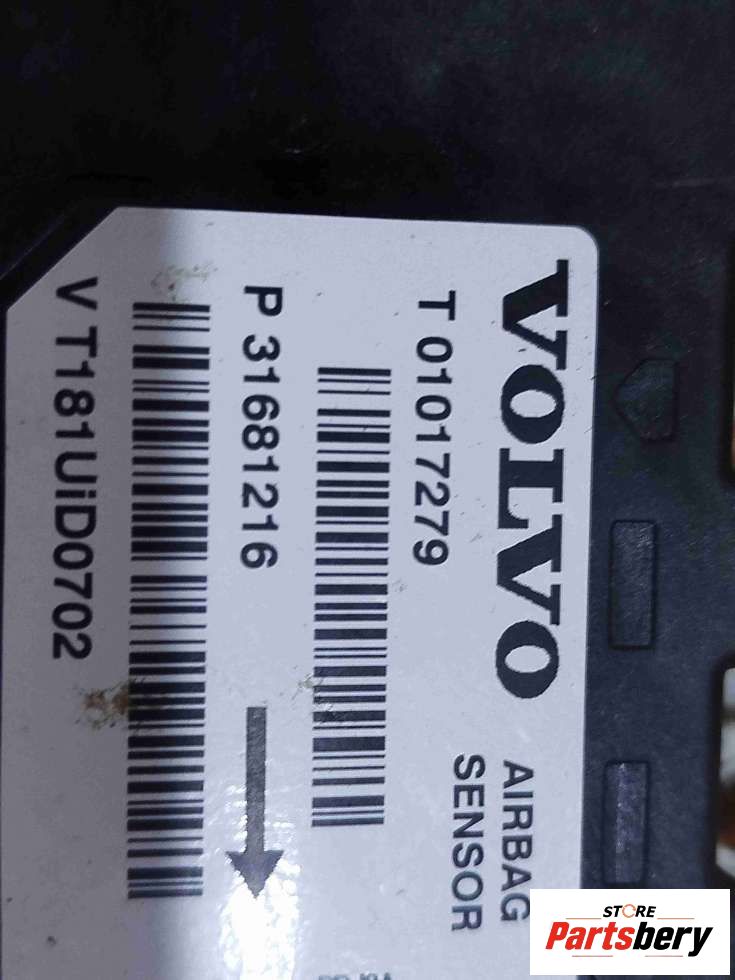 VOLVO
AIRBAG
SENSOR
T 01017279
P 31681216
V T181UiD0702
STORE
Partsbery